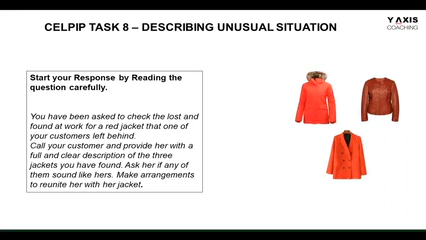 CELPIP TASK 8 – DESCRIBING UNUSUAL SITUATION
Y AXIS
COACHING
Start your Response by Reading the
question carefully.
You have been asked to check the lost and
found at work for a red jacket that one of
your customers left behind.
Call your customer and provide her with a
full and clear description of the three
jackets you have found. Ask her if any of
them sound like hers. Make arrangements
to reunite her with her jacket.